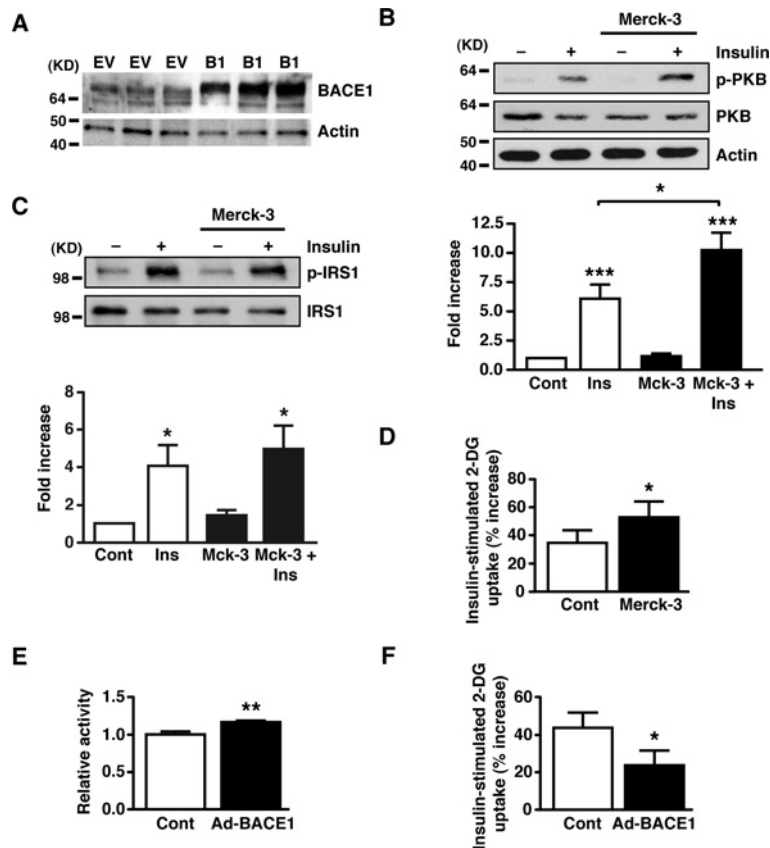 A
(KD) EV EV EV B1 B1 B1
64
BACE1
50
40
Actin
B
Merck-3
(KD) – + – + Insulin
64
p-PKB
64
PKB
50
40
Actin
*
Fold increase
12.5
10.0
7.5
5.0
2.5
0.0
***
***
Cont Ins Mck-3 Mck-3 +
Ins
C
Merck-3
(KD) – + – + Insulin
98
p-IRS1
98
IRS1
Fold increase
8
6
4
2
0
*
*
Cont Ins Mck-3 Mck-3 +
Ins
D
Insulin-stimulated 2-DG
uptake (% increase)
80
60
40
20
0
*
Cont Merck-3
E
Relative activity
1.5
1.0
0.5
0.0
**
Cont Ad-BACE1
F
Insulin-stimulated 2-DG
uptake (% increase)
60
40
20
0
*
Cont Ad-BACE1